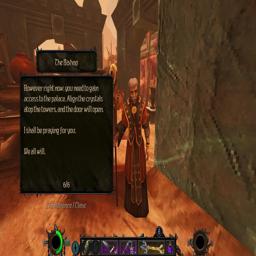 The Bishop
However right now, you need to gain
access to the palace. Align the crystals
atop the towers, and the door will open.
I shall be praying for you.
We all will.
6/6